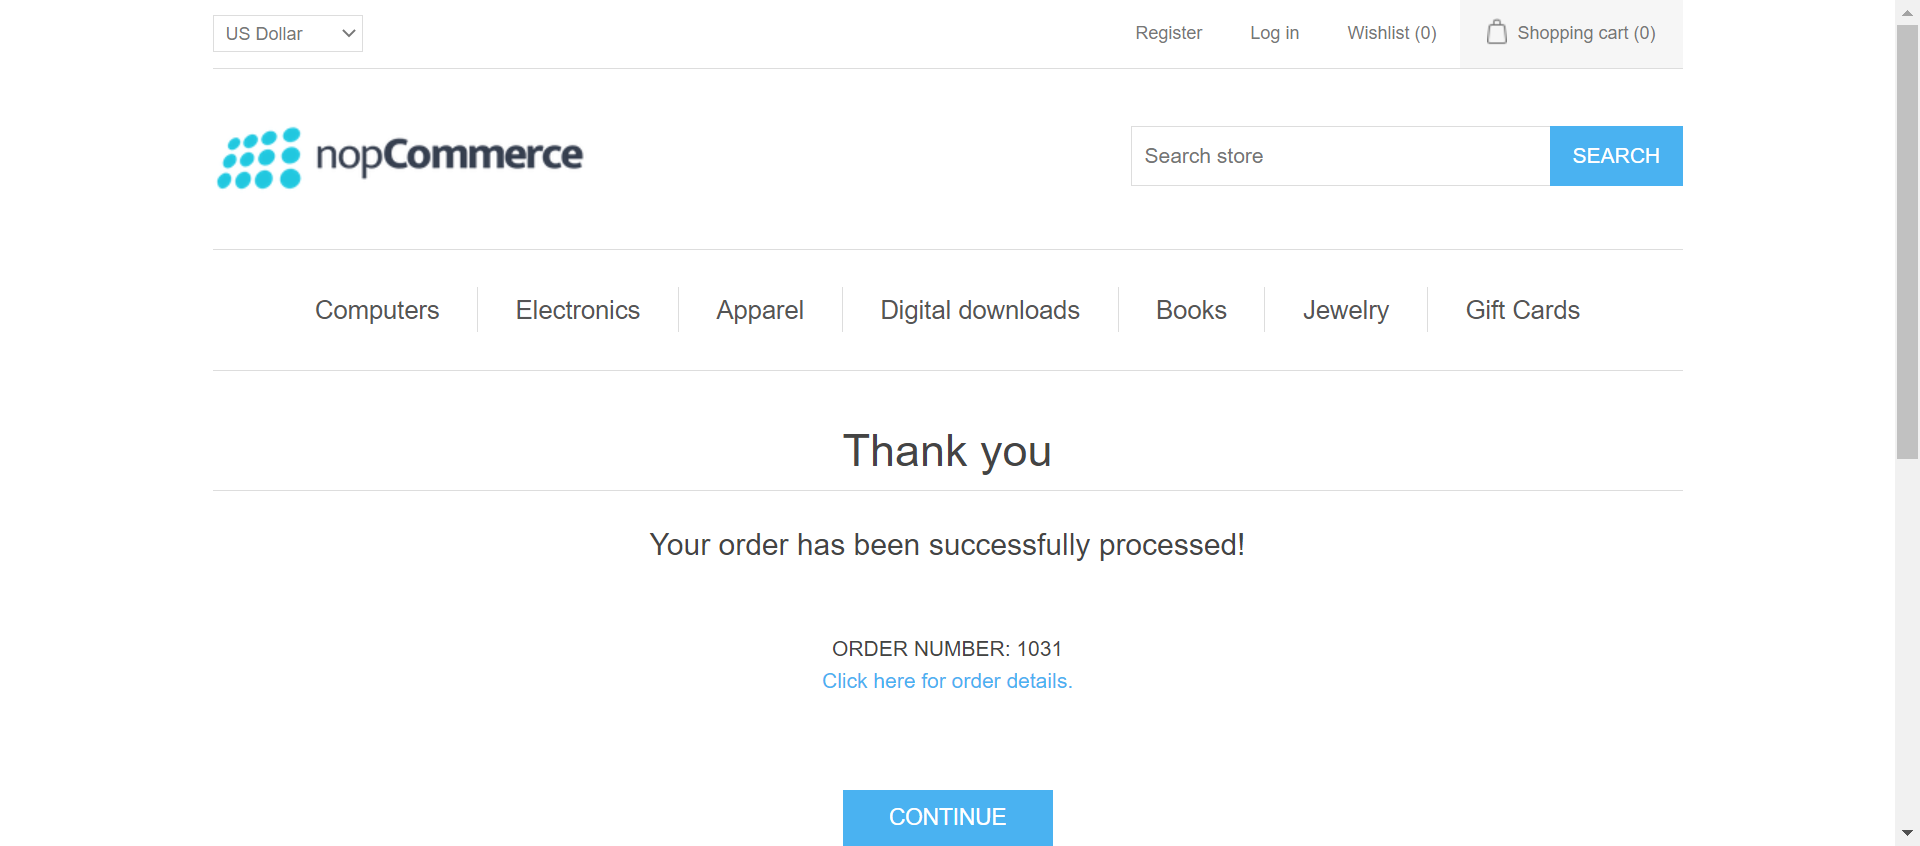 US Dollar
Register
Log in
Wishlist (0)
Shopping cart (0)
nopCommerce
Search store
SEARCH
Computers
Electronics
Apparel
Digital downloads
Books
Jewelry
Gift Cards
Thank you
Your order has been successfully processed!
ORDER NUMBER: 1031
Click here for order details.
CONTINUE